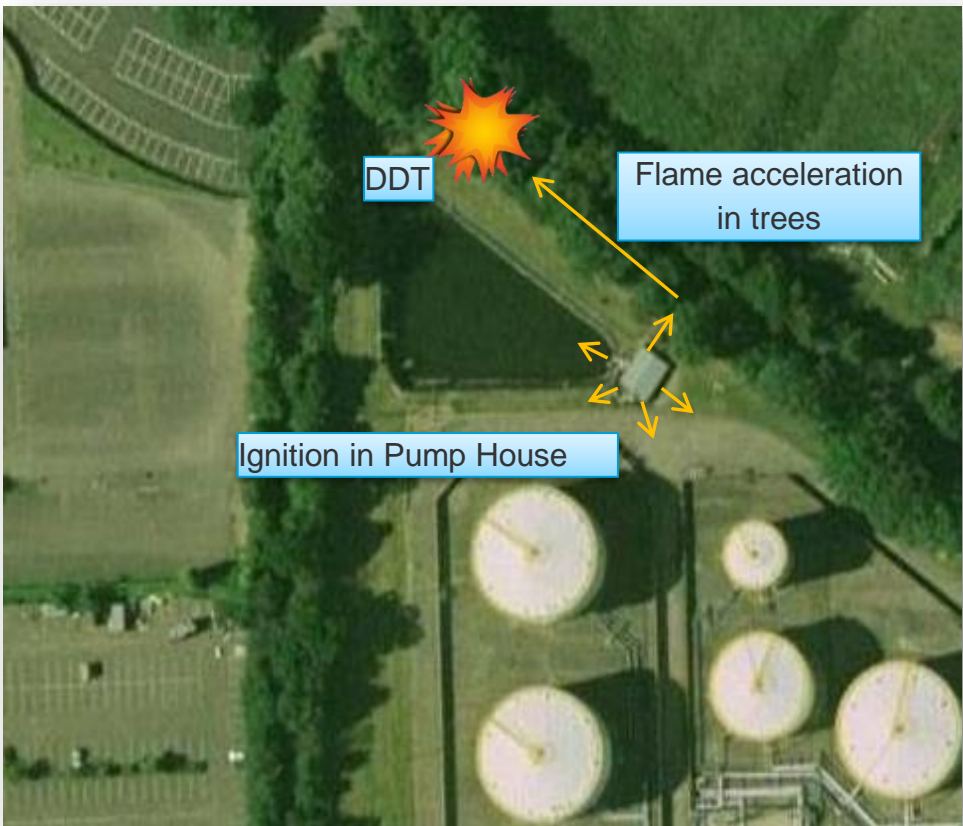 DDT
Flame acceleration
in trees
Ignition in Pump House